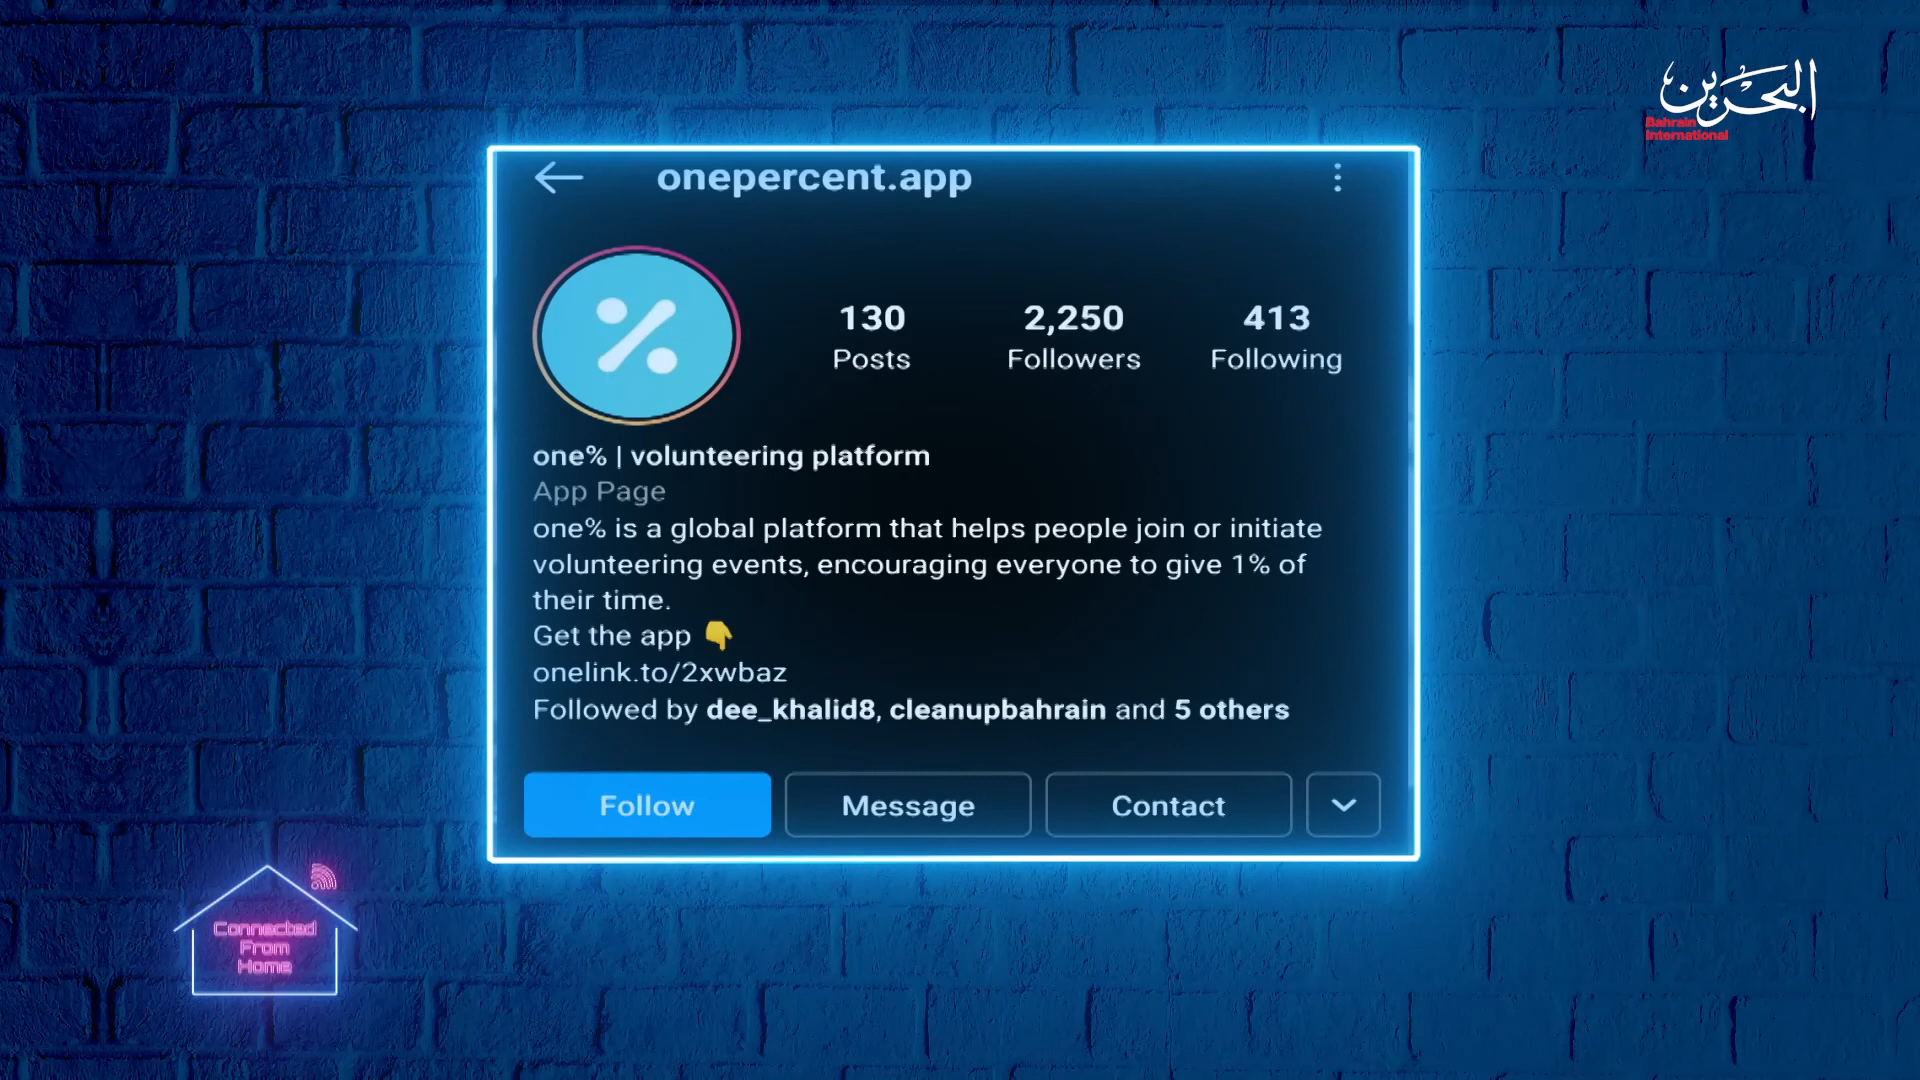 البحرين
Bahrain
International
onepercent.app
130
Posts
2,250
Followers
413
Following
one% | volunteering platform
App Page
one% is a global platform that helps people join or initiate
volunteering events, encouraging everyone to give 1% of
their time.
Get the app 👇
onelink.to/2xwbaz
Followed by dee_khalid8, cleanupbahrain and 5 others
Follow
Message
Contact
Connected
From
Home